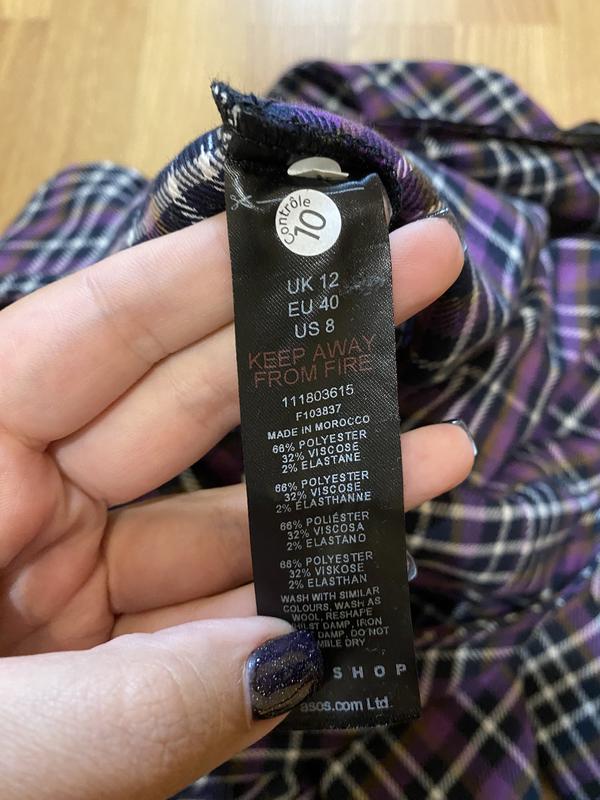 Contrôle
10
UK 12
EU 40
US 8
KEEP AWAY
FROM FIRE
111803615
F103837
MADE IN MOROCCO
66% POLYESTER
32% VISCOSE
2% ELASTANE
66% POLYESTER
32% VISCOSE
2% ELASTHANNE
66% POLIÉSTER
32% VISCOSA
2% ELASTANO
66% POLYESTER
32% VISKOSE
2% ELASTHAN
WASH WITH SIMILAR
COLOURS, WASH AS
WOOL, RESHAPE
HILST DAMP, IRON
DAMP, DO NOT
MBLE DRY
SHOP
asos.com Ltd.